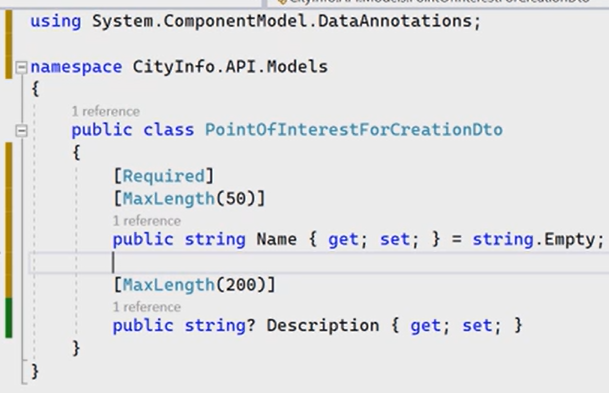 CityInfo.API.Models.PointOfInterestForCreationDto
using System.ComponentModel.DataAnnotations;
namespace CityInfo.API.Models
{
1 reference
public class PointOfInterestForCreationDto
{
[Required]
[MaxLength(50)]
1 reference
public string Name { get; set; } = string.Empty;
[MaxLength(200)]
1 reference
public string? Description { get; set; }
}
}